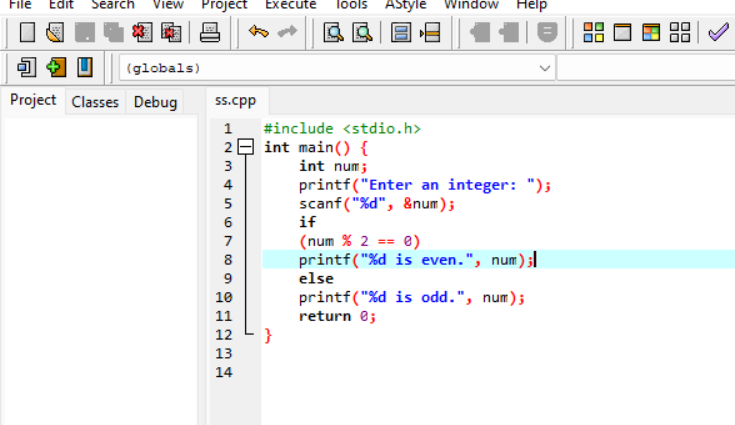 File Edit Search View Project Execute Tools AStyle Window Help
(globals)
Project Classes Debug ss.cpp
1 #include <stdio.h>
2 int main() {
3 int num;
4 printf("Enter an integer: ");
5 scanf("%d", &num);
6 if
7 (num % 2 == 0)
8 printf("%d is even.", num);
9 else
10 printf("%d is odd.", num);
11 return 0;
12 }
13
14